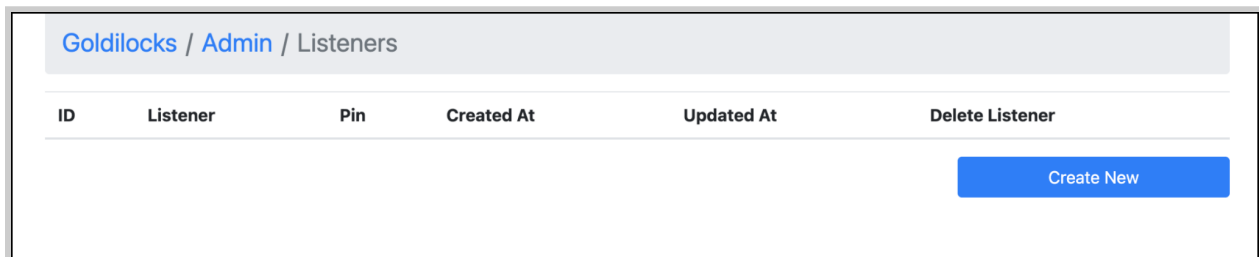 Goldilocks / Admin / Listeners
ID Listener Pin Created At Updated At Delete Listener
Create New